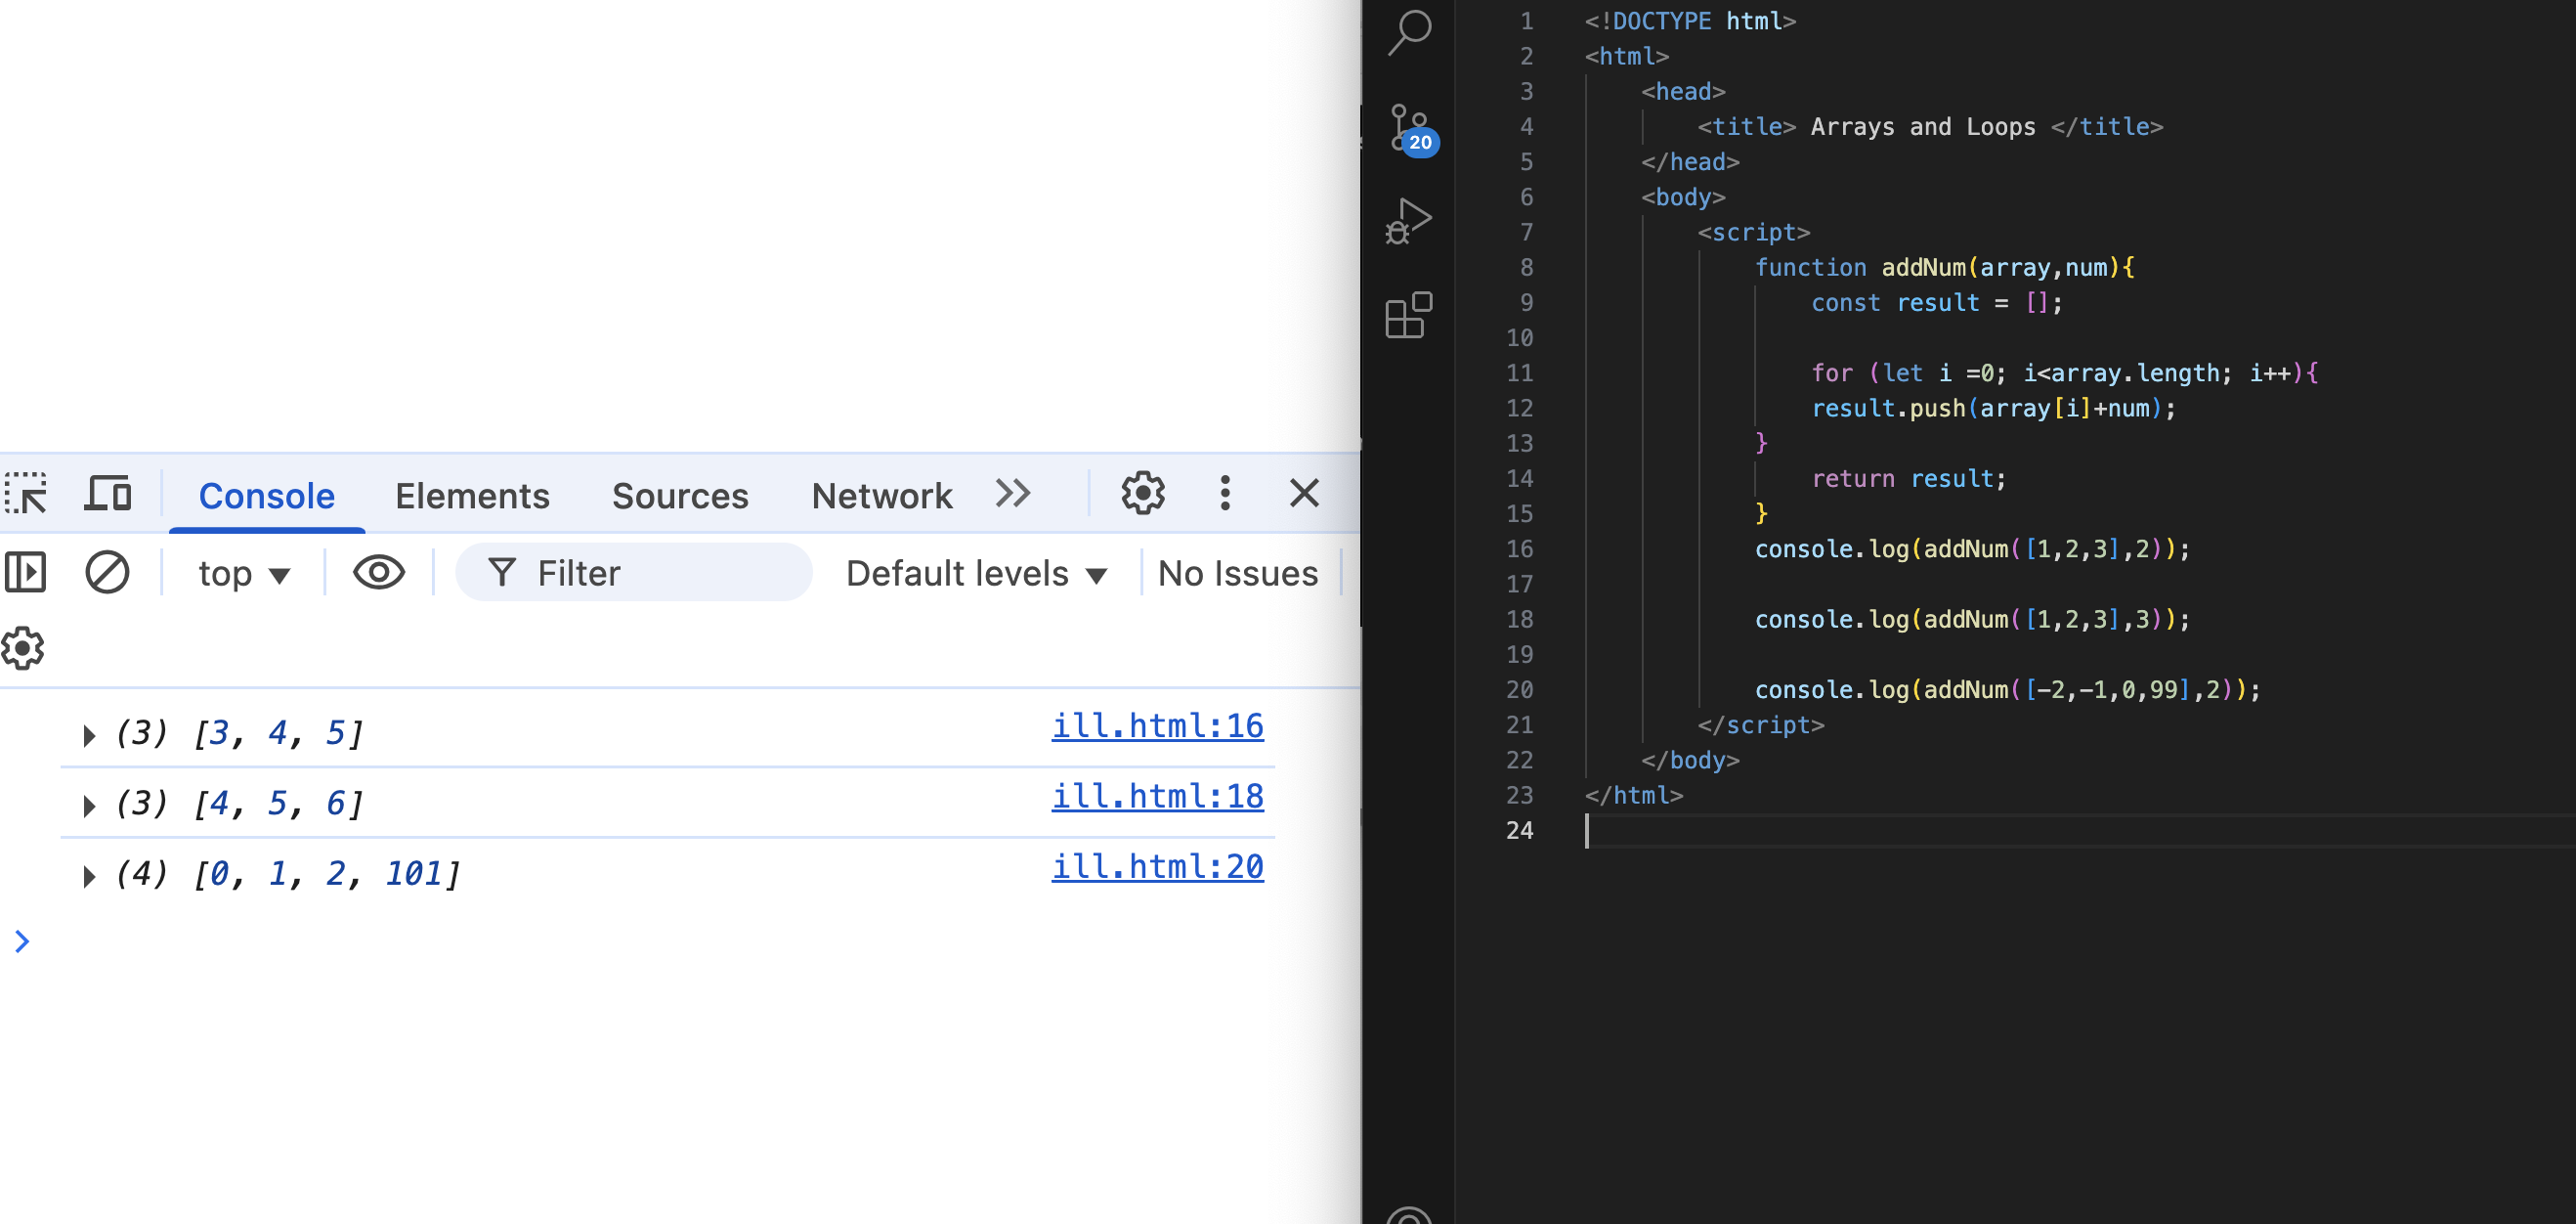 Console Elements Sources Network
top Filter Default levels No Issues
(3) [3, 4, 5] ill.html:16
(3) [4, 5, 6] ill.html:18
(4) [0, 1, 2, 101] ill.html:20
20
1 <!DOCTYPE html>
2 <html>
3 <head>
4 <title> Arrays and Loops </title>
5 </head>
6 <body>
7 <script>
8 function addNum(array,num){
9 const result = [];
10
11 for (let i =0; i<array.length; i++){
12 result.push(array[i]+num);
13 }
14 return result;
15 }
16 console.log(addNum([1,2,3],2));
17
18 console.log(addNum([1,2,3],3));
19
20 console.log(addNum([-2,-1,0,99],2));
21 </script>
22 </body>
23 </html>
24